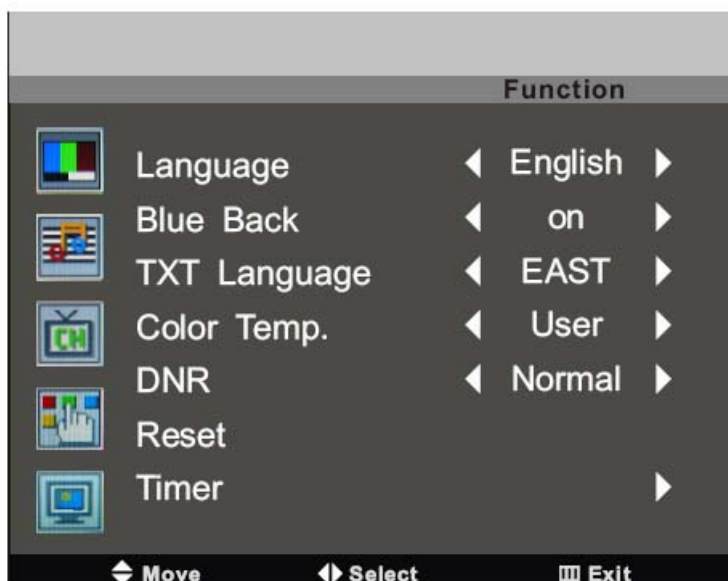 Function
Language English
Blue Back on
TXT Language EAST
Color Temp. User
DNR Normal
Reset
Timer
CH
Move Select Exit